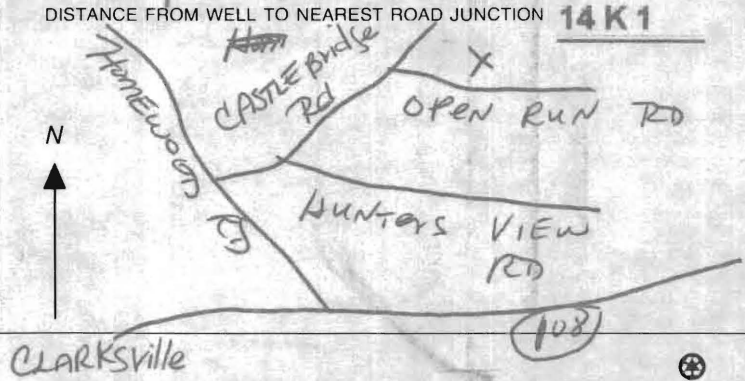 DISTANCE FROM WELL TO NEAREST ROAD JUNCTION 14 K 1
HOMEWOOD RD
CASTLE Bridge Rd
X
OPEN RUN RD
N
HUNTERS VIEW RD
108
CLARKSville